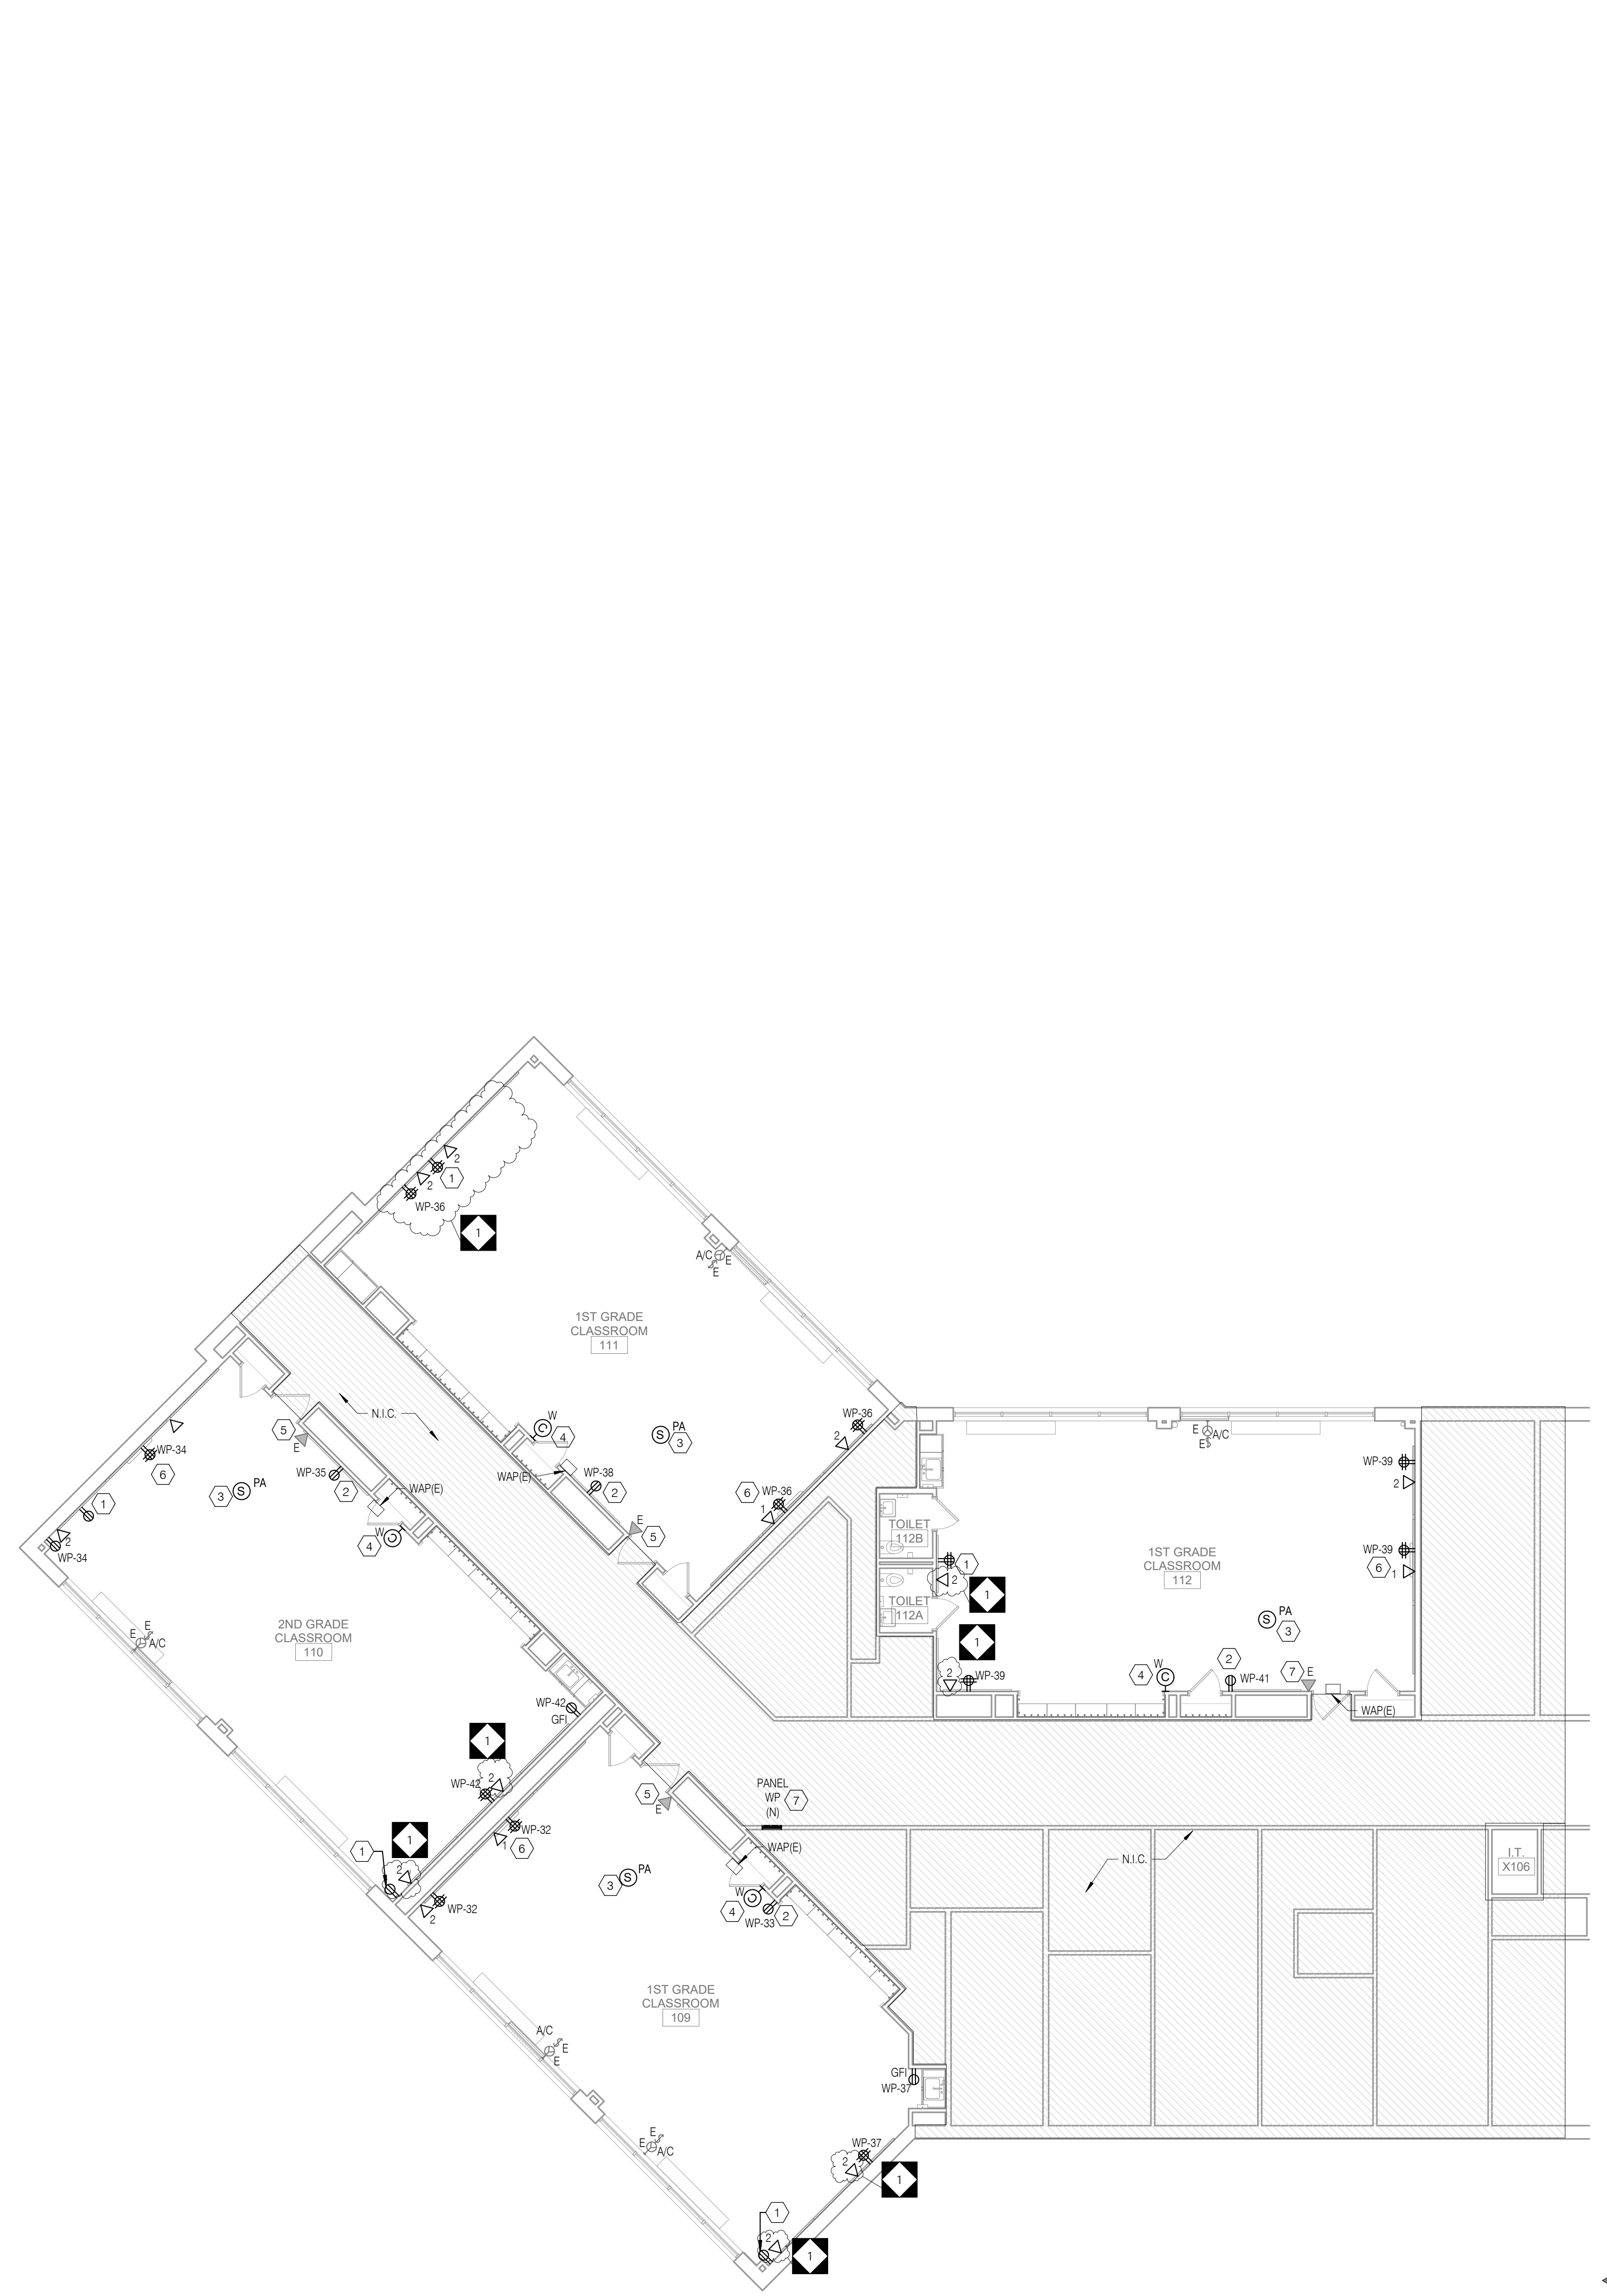 2
2
1
WP-36
1
A/C
E
E
1ST GRADE
CLASSROOM
111
WP-36
2
W
4
PA
3
WAP(E)
WP-38
2
6
WP-36
1
E
5
N.I.C.
5
E
WP-34
6
WP-35
2
WAP(E)
3
PA
1
2
WP-34
W
4
E
E
A/C
2ND GRADE
CLASSROOM
110
WP-42
GFI
1
2
WP-42
1
1
2
E
A/C
E
WP-39
2
WP-39
6
1
TOILET
112B
1
2
1
TOILET
112A
1ST GRADE
CLASSROOM
112
PA
3
1
2
WP-39
W
4
2
WP-41
7
E
WAP(E)
PANEL
WP
(N)
7
5
E
WP-32
1
6
WAP(E)
3
PA
W
4
WP-33
2
WP-32
2
N.I.C.
I.T.
X106
1ST GRADE
CLASSROOM
109
A/C
E
E
GFI
WP-37
E
E
A/C
WP-37
2
1
1
2
1